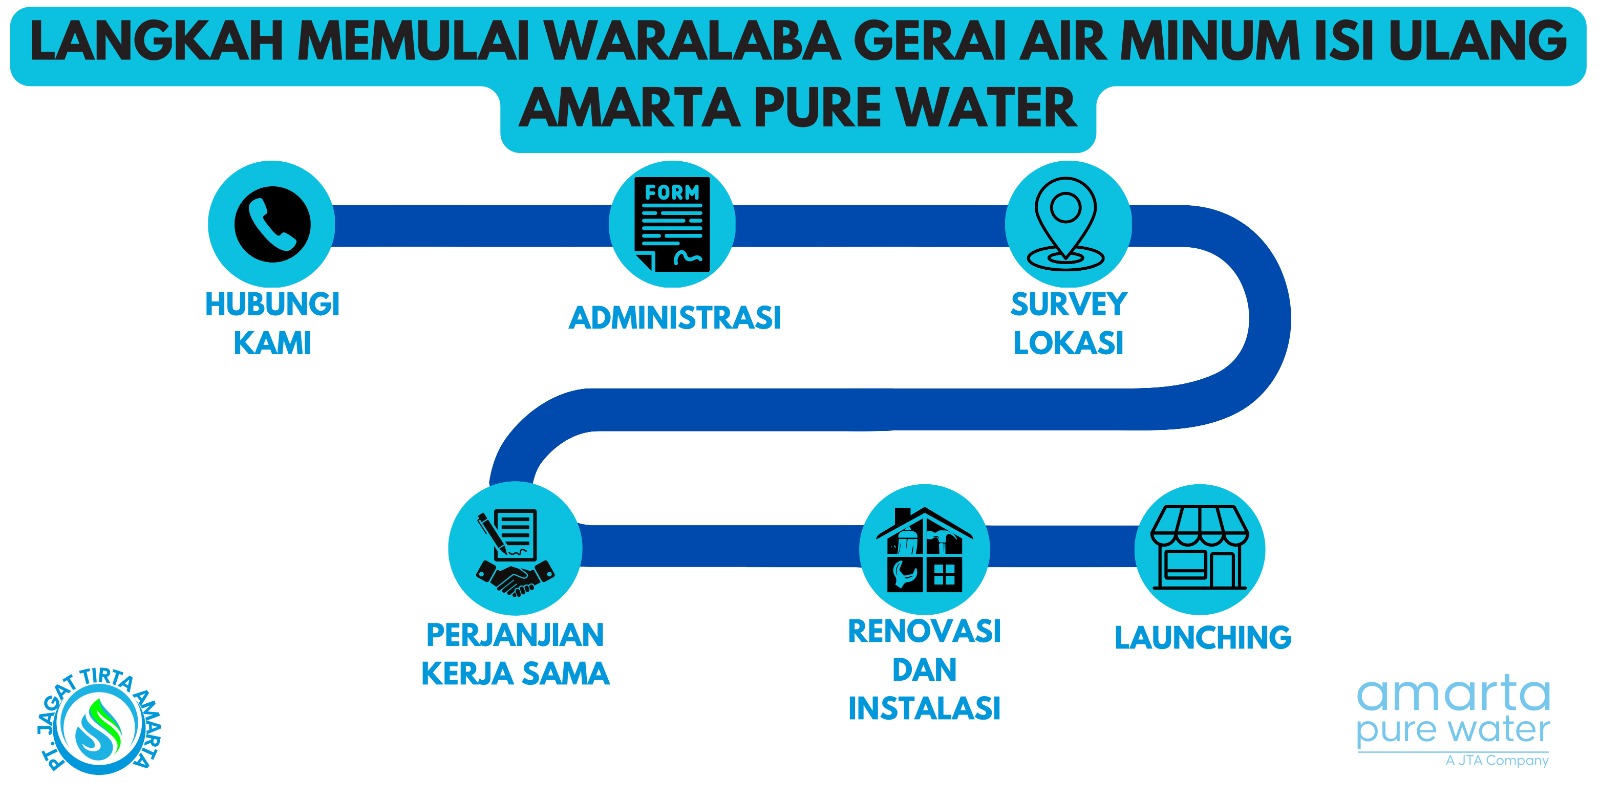 LANGKAH MEMULAI WARALABA GERAI AIR MINUM ISI ULANG
AMARTA PURE WATER
FORM
HUBUNGI
KAMI
ADMINISTRASI
SURVEY
LOKASI
PERJANJIAN
KERJA SAMA
RENOVASI
DAN
INSTALASI
LAUNCHING
PT. JAGAT TIRTA AMARTA
amarta
pure water
A JTA Company